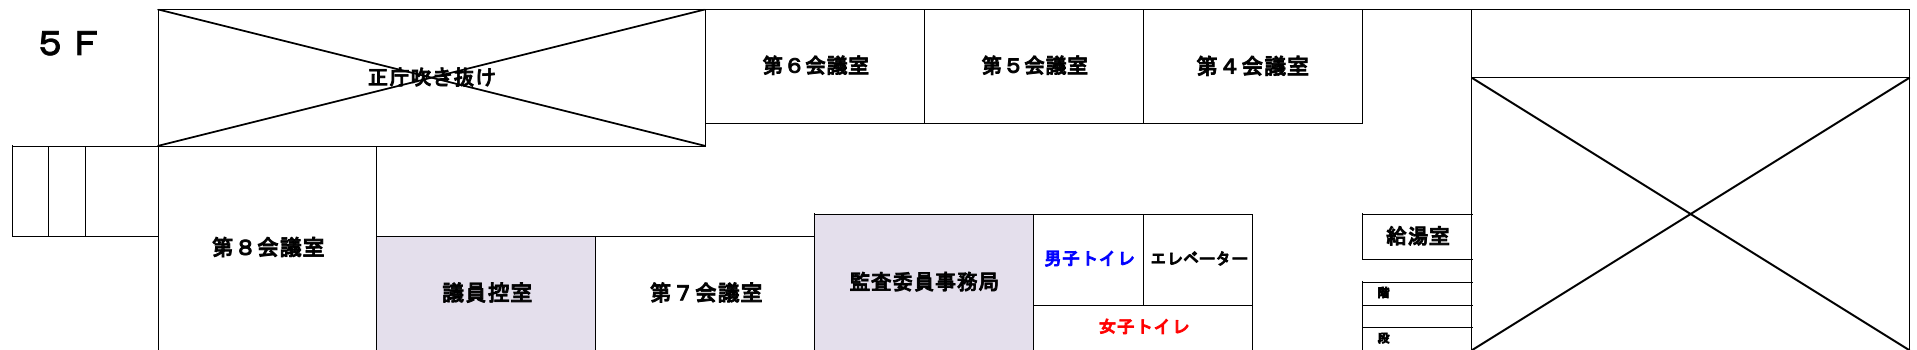 ５Ｆ
正庁吹き抜け
第６会議室
第５会議室
第４会議室
第８会議室
議員控室
第７会議室
監査委員事務局
男子トイレ
エレベーター
女子トイレ
給湯室
階
段